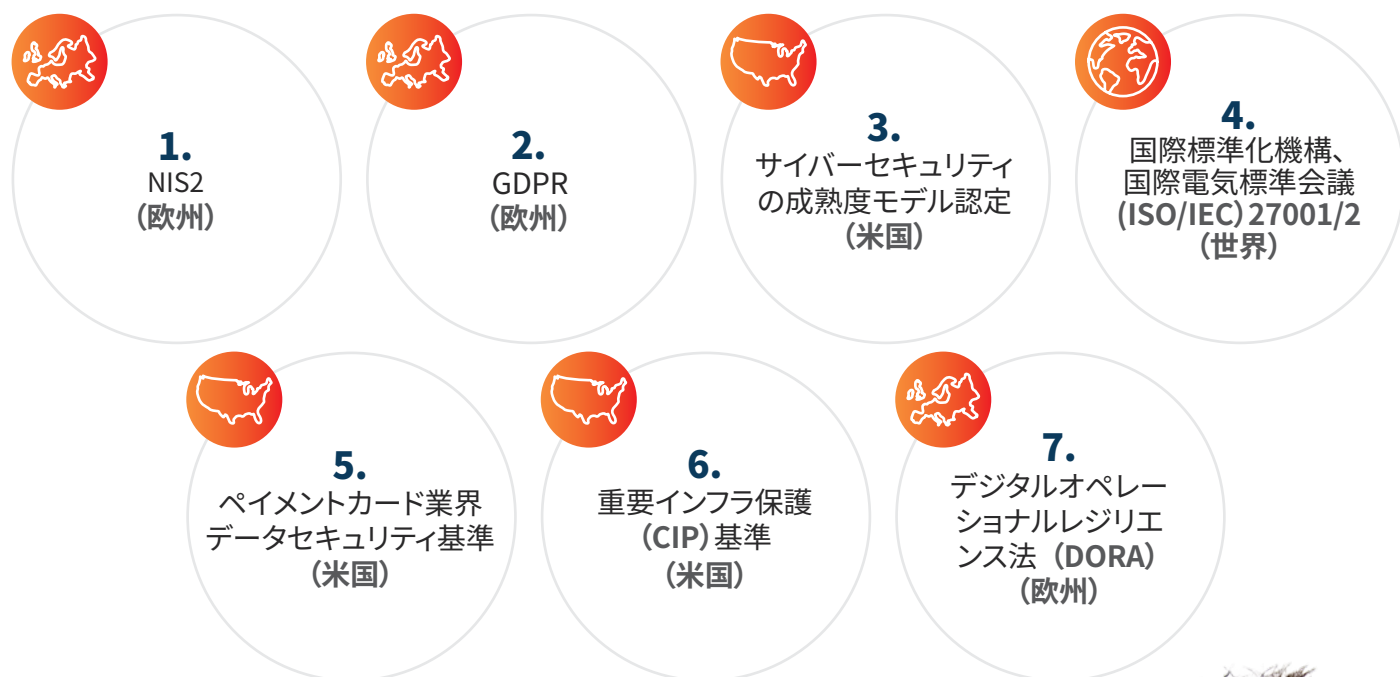 1.
NIS2
（欧州）
2.
GDPR
（欧州）
3.
サイバーセキュリティ
の成熟度モデル認定
（米国）
4.
国際標準化機構、
国際電気標準会議
(ISO/IEC）27001/2
（世界）
5.
ペイメントカード業界
データセキュリティ基準
（米国）
6.
重要インフラ保護
（CIP）基準
（米国）
7.
デジタルオペレー
ショナルレジリエ
ンス法（DORA）
（欧州）